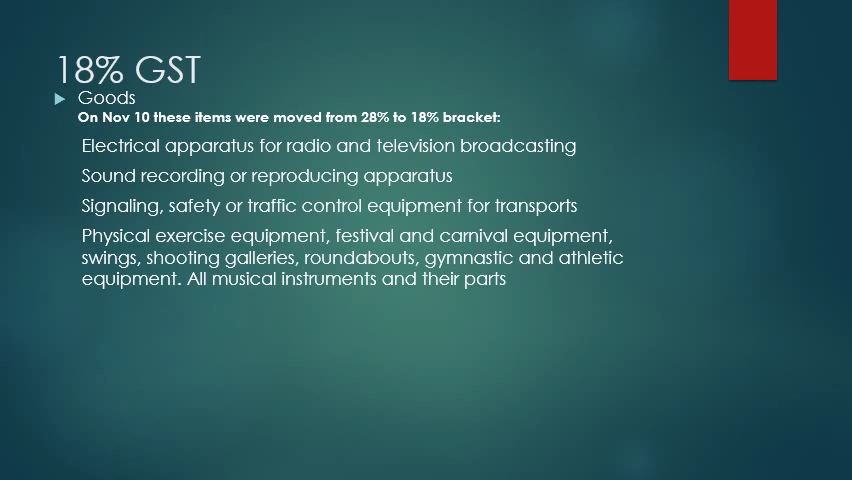 18% GST
Goods
On Nov 10 these items were moved from 28% to 18% bracket:
Electrical apparatus for radio and television broadcasting
Sound recording or reproducing apparatus
Signaling, safety or traffic control equipment for transports
Physical exercise equipment, festival and carnival equipment,
swings, shooting galleries, roundabouts, gymnastic and athletic
equipment. All musical instruments and their parts